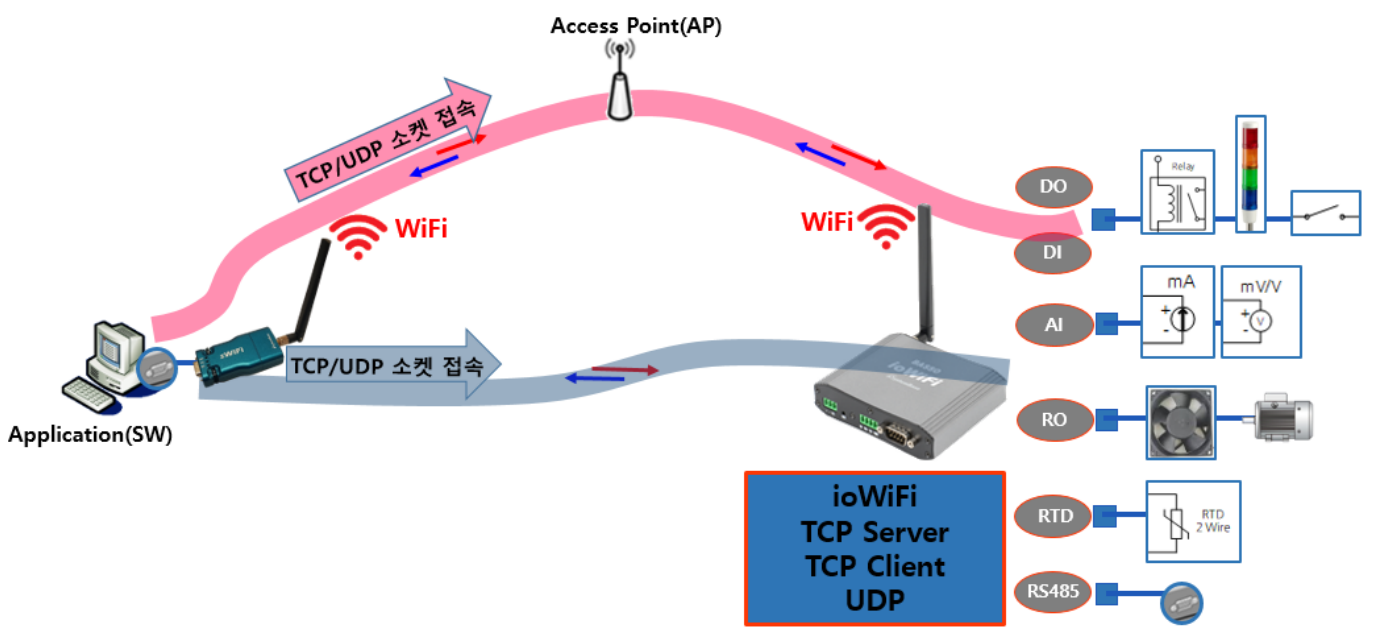 Access Point(AP)
TCP/UDP 소켓 접속
WiFi
WiFi
DO
Relay
DI
AI
mA
+
-
mV/V
+
-
V
sWiFi
TCP/UDP 소켓 접속
ioWiFi
Application(SW)
RO
ioWiFi
TCP Server
TCP Client
UDP
RTD
RTD
2 Wire
RS485